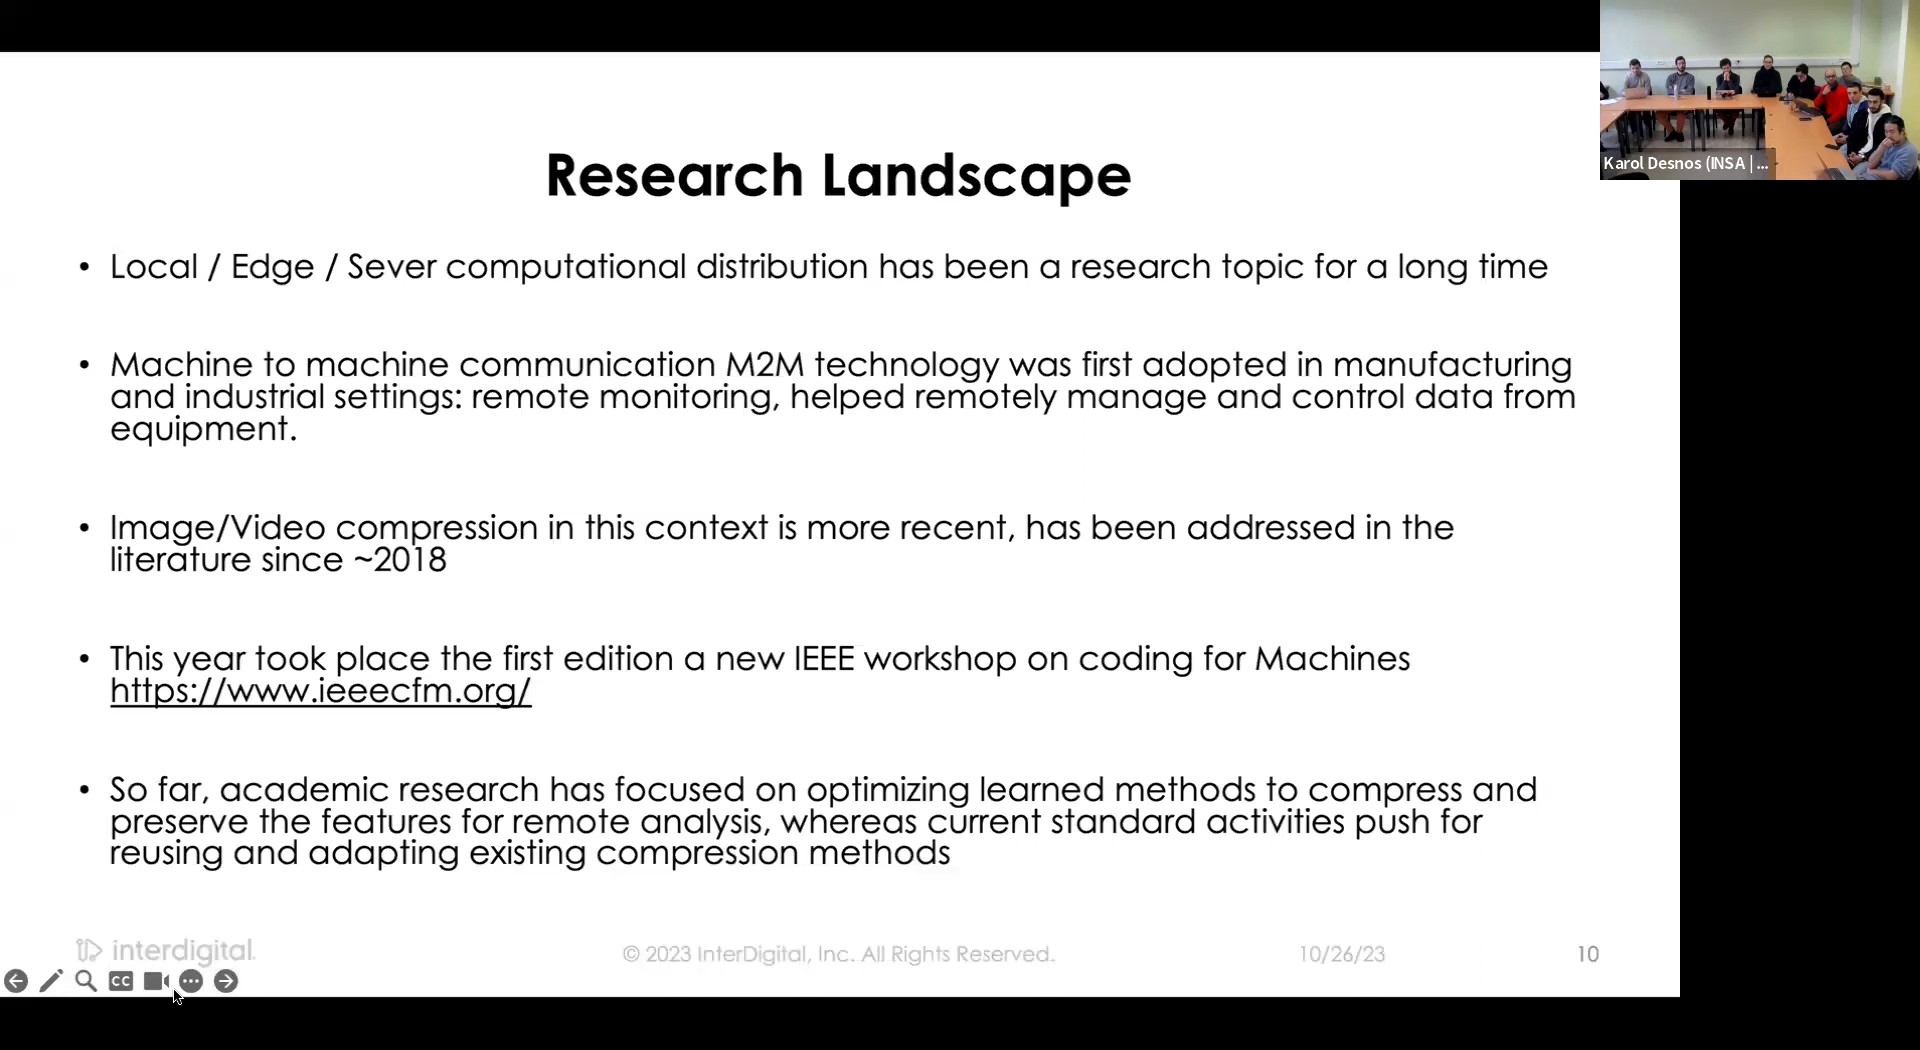 Karol Desnos (INSA | ...
Research Landscape
• Local / Edge / Sever computational distribution has been a research topic for a long time
• Machine to machine communication M2M technology was first adopted in manufacturing
and industrial settings: remote monitoring, helped remotely manage and control data from
equipment.
• Image/Video compression in this context is more recent, has been addressed in the
literature since ~2018
• This year took place the first edition a new IEEE workshop on coding for Machines
https://www.ieeecfm.org/
• So far, academic research has focused on optimizing learned methods to compress and
preserve the features for remote analysis, whereas current standard activities push for
reusing and adapting existing compression methods
interdigital.
© 2023 InterDigital, Inc. All Rights Reserved.
10/26/23
10
CC